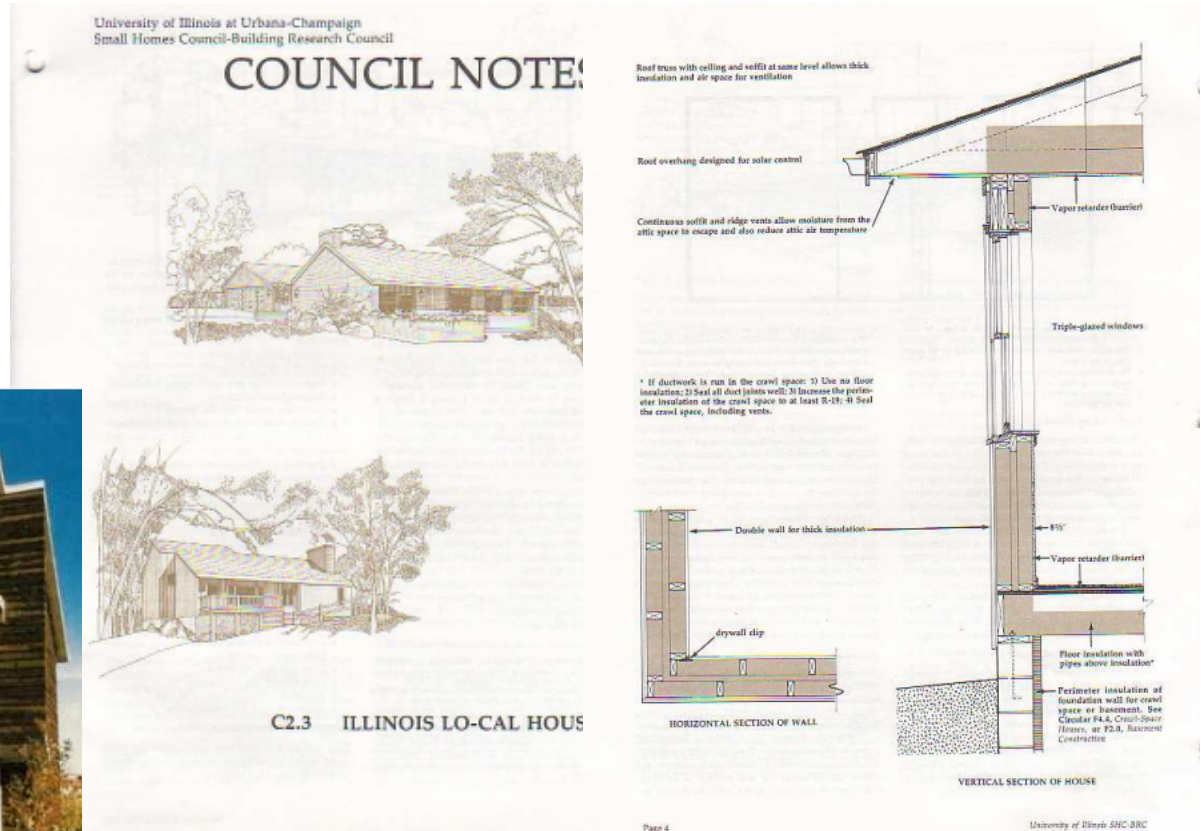 University of Illinois at Urbana-Champaign
Small Homes Council-Building Research Council
COUNCIL NOTES
C2.3 ILLINOIS LO-CAL HOUS
Roof truss with ceiling and soffit at same level allows thick
insulation and air space for ventilation
Roof overhang designed for solar control
Continuous soffit and ridge vents allow moisture from the
attic space to escape and also reduce attic air temperature
Vapor retarder (barrier)
Triple-glazed windows
* If ductwork is run in the crawl space: 1) Use no floor
insulation; 2) Seal all duct joints well; 3) Increase the perim-
eter insulation of the crawl space to at least R-19; 4) Seal
the crawl space, including vents.
Double wall for thick insulation
8½"
Vapor retarder (barrier)
drywall clip
Floor insulation with
pipes above insulation*
Perimeter insulation of
foundation wall for crawl
space or basement. See
Circular F4.4, Crawl-Space
Houses, or F2.0, Basement
Construction
HORIZONTAL SECTION OF WALL
VERTICAL SECTION OF HOUSE
Page 4
University of Illinois SHC-BRC